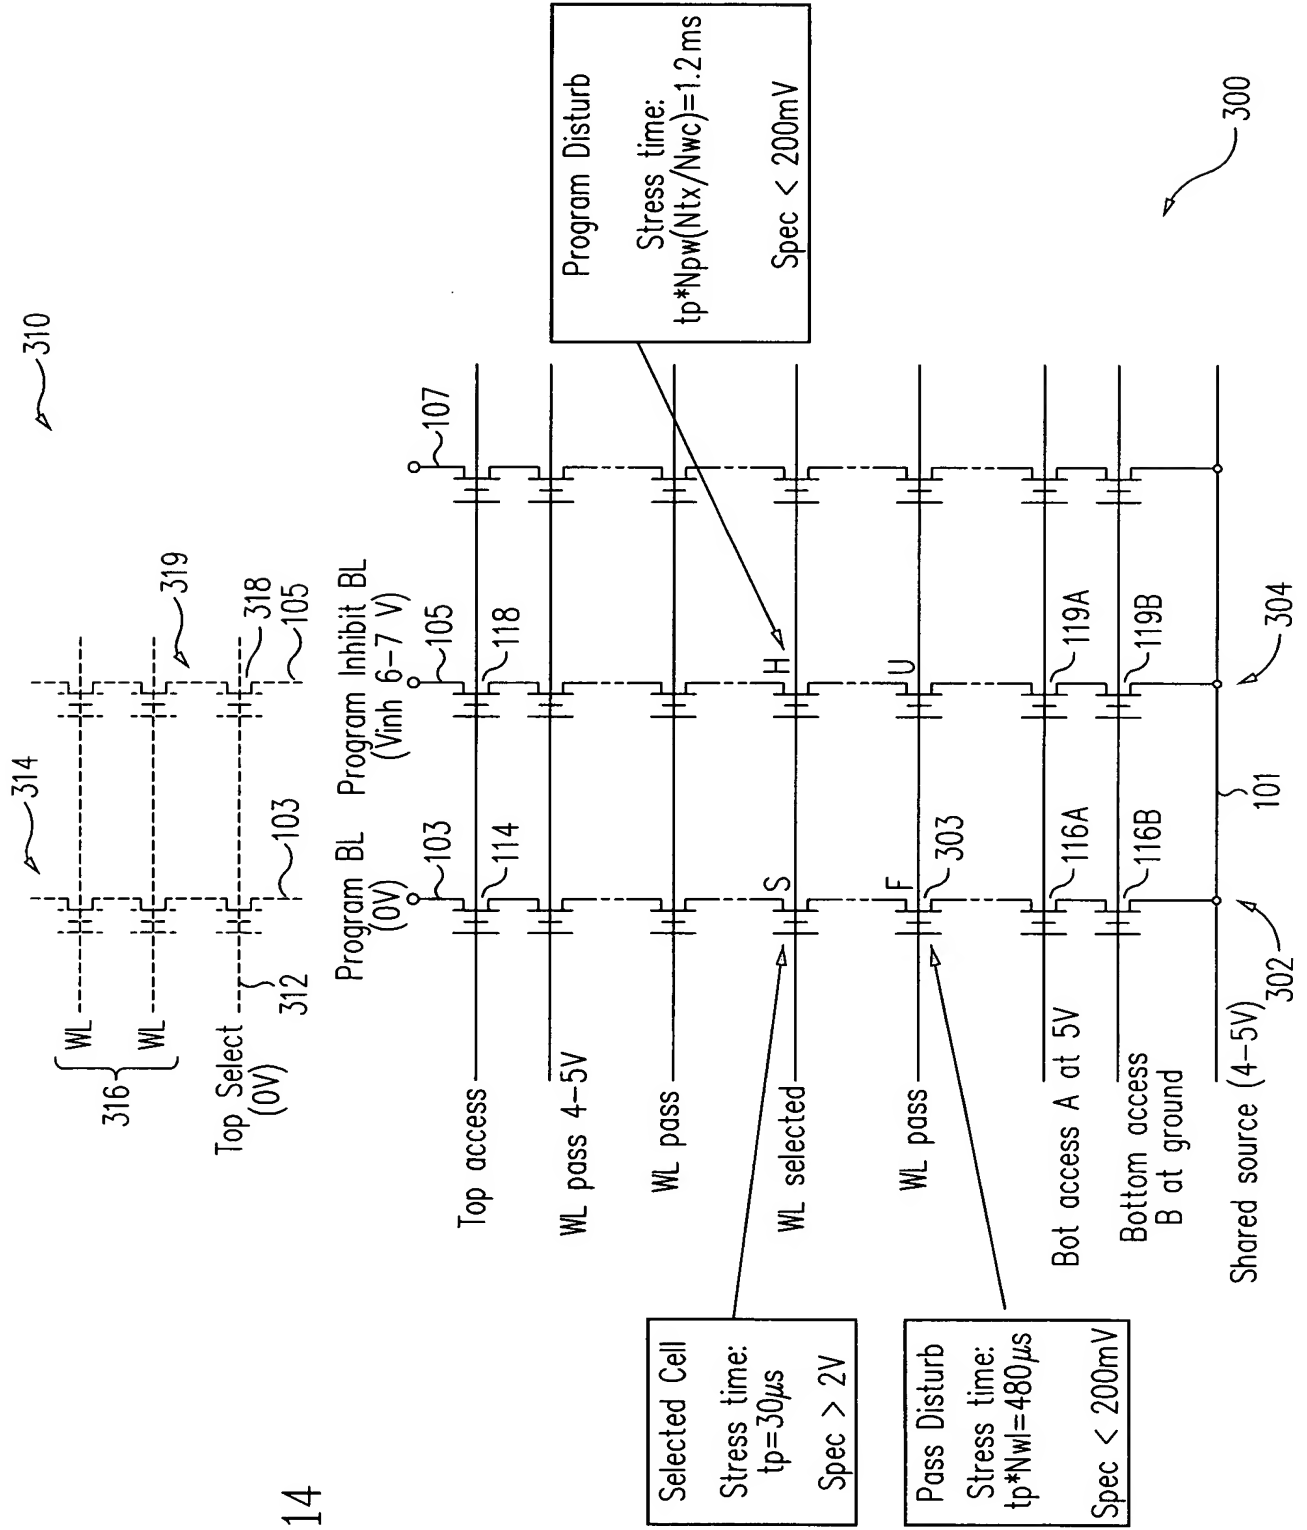 310
314
319
316
WL
WL
Top Select
(0V)
312
103
318
105
Program BL
(0V)
Program Inhibit BL
(Vinh 6-7 V)
103
105
107
Top access
114
118
WL pass 4-5V
WL pass
WL selected
S
H
WL pass
F
U
303
Bot access A at 5V
116A
119A
Bottom access
B at ground
116B
119B
Shared source (4-5V)
101
302
304
Program Disturb
Stress time:
tp*Npw(Ntx/Nwc)=1.2ms
Spec < 200mV
300
Selected Cell
Stress time:
tp=30µs
Spec > 2V
Pass Disturb
Stress time:
tp*Nwl=480µs
Spec < 200mV
14